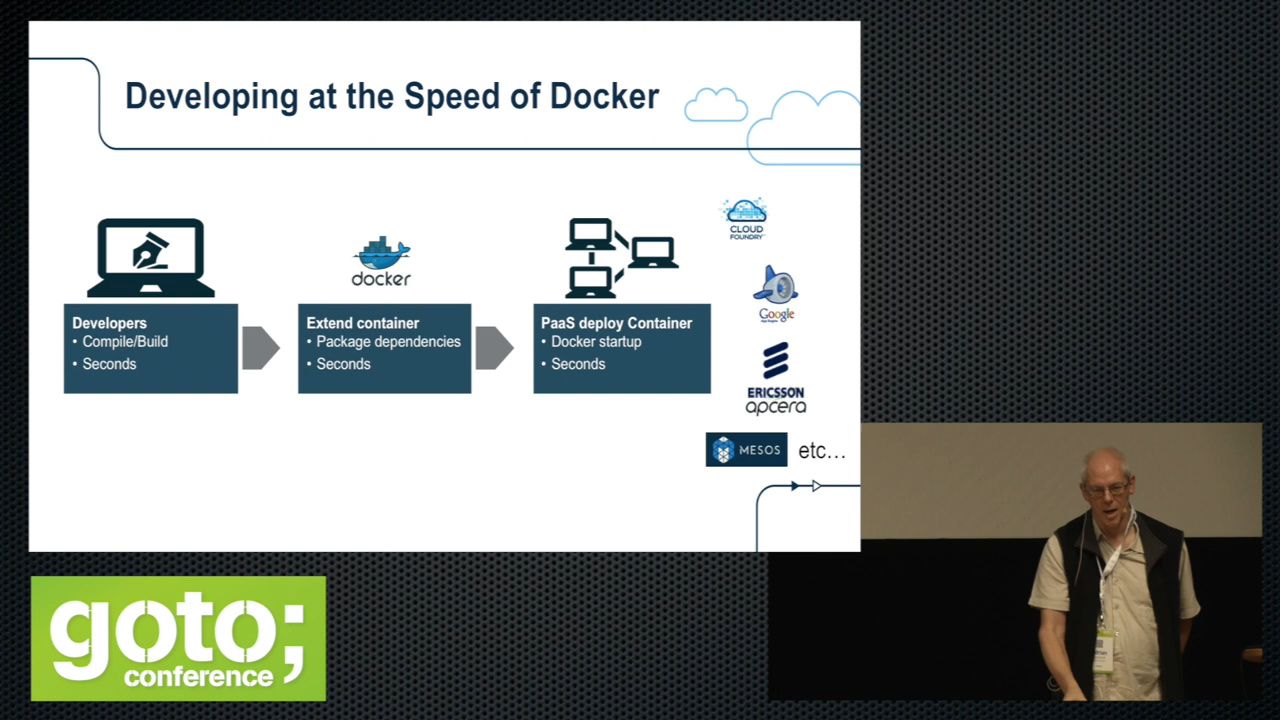 Developing at the Speed of Docker
CLOUD
FOUNDRY
docker
Google
Developers
• Compile/Build
• Seconds
Extend container
• Package dependencies
• Seconds
PaaS deploy Container
• Docker startup
• Seconds
ERICSSON
apcera
MESOS
etc...
goto;
conference